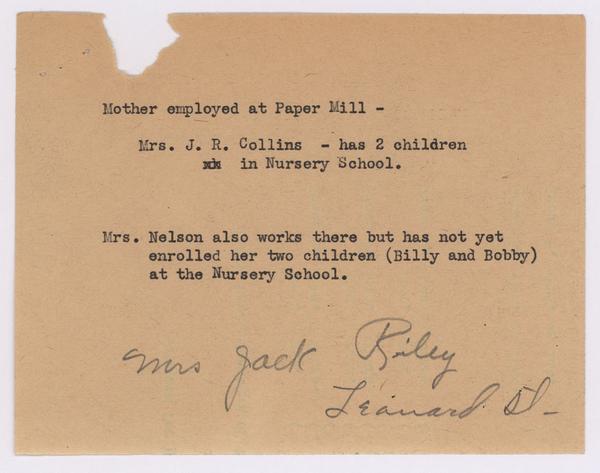 Mother employed at Paper Mill -
Mrs. J. R. Collins - has 2 children
xx in Nursery School.
Mrs. Nelson also works there but has not yet
enrolled her two children (Billy and Bobby)
at the Nursery School.
Mrs Jack Riley
Leonard St-